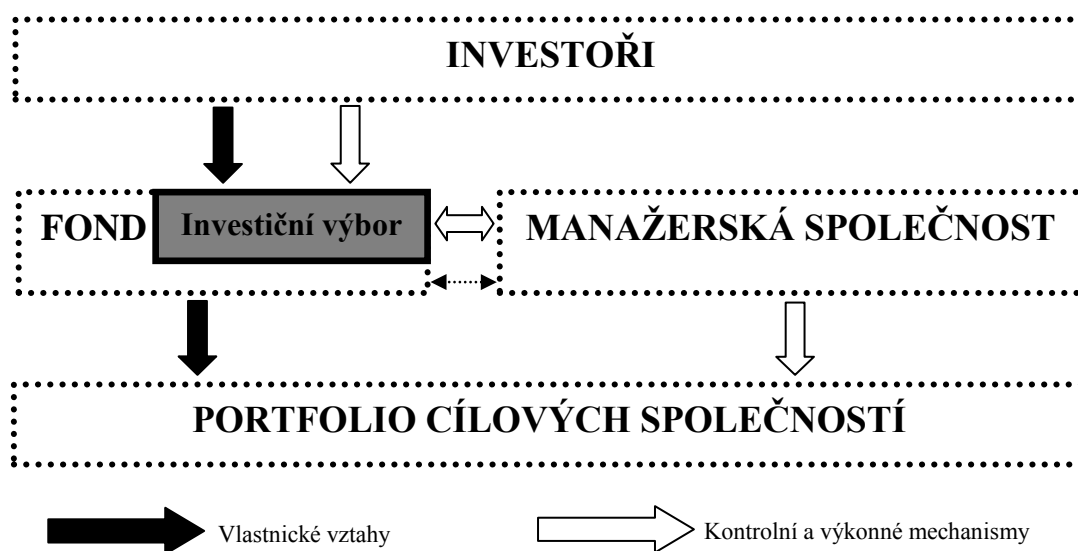 INVESTOŘI
FOND
Investiční výbor
MANAŽERSKÁ SPOLEČNOST
PORTFOLIO CÍLOVÝCH SPOLEČNOSTÍ
Vlastnické vztahy
Kontrolní a výkonné mechanismy